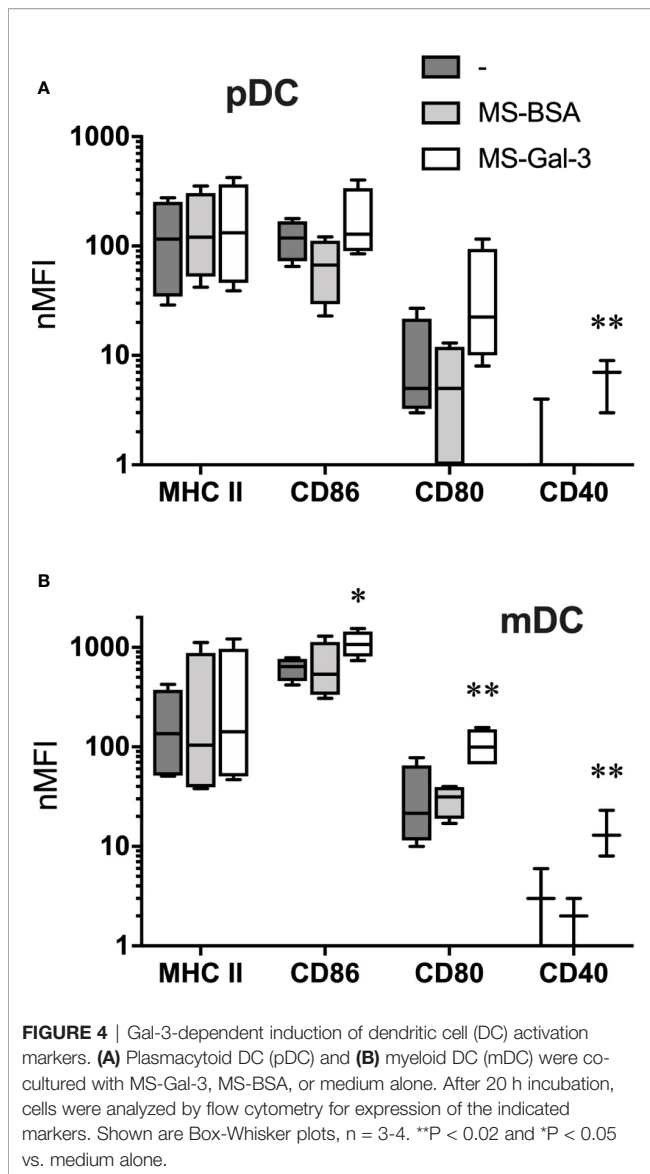 A
pDC
-
MS-BSA
MS-Gal-3
1000
100
10
1
nMFI
**
MHC II CD86 CD80 CD40
B
mDC
1000
100
10
1
nMFI
*
**
**
MHC II CD86 CD80 CD40
FIGURE 4 | Gal-3-dependent induction of dendritic cell (DC) activation
markers. (A) Plasmacytoid DC (pDC) and (B) myeloid DC (mDC) were co-
cultured with MS-Gal-3, MS-BSA, or medium alone. After 20 h incubation,
cells were analyzed by flow cytometry for expression of the indicated
markers. Shown are Box-Whisker plots, n = 3-4. **P < 0.02 and *P < 0.05
vs. medium alone.